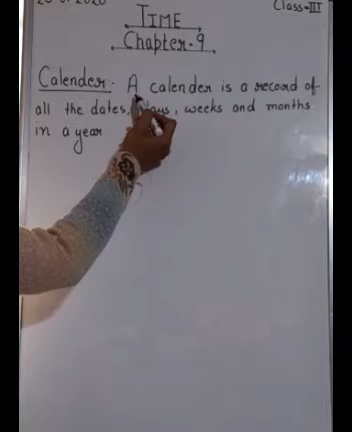 Class-III
TIME
Chapter-9
Calender:- A calender is a record of
all the dates, days, weeks and months
in a year